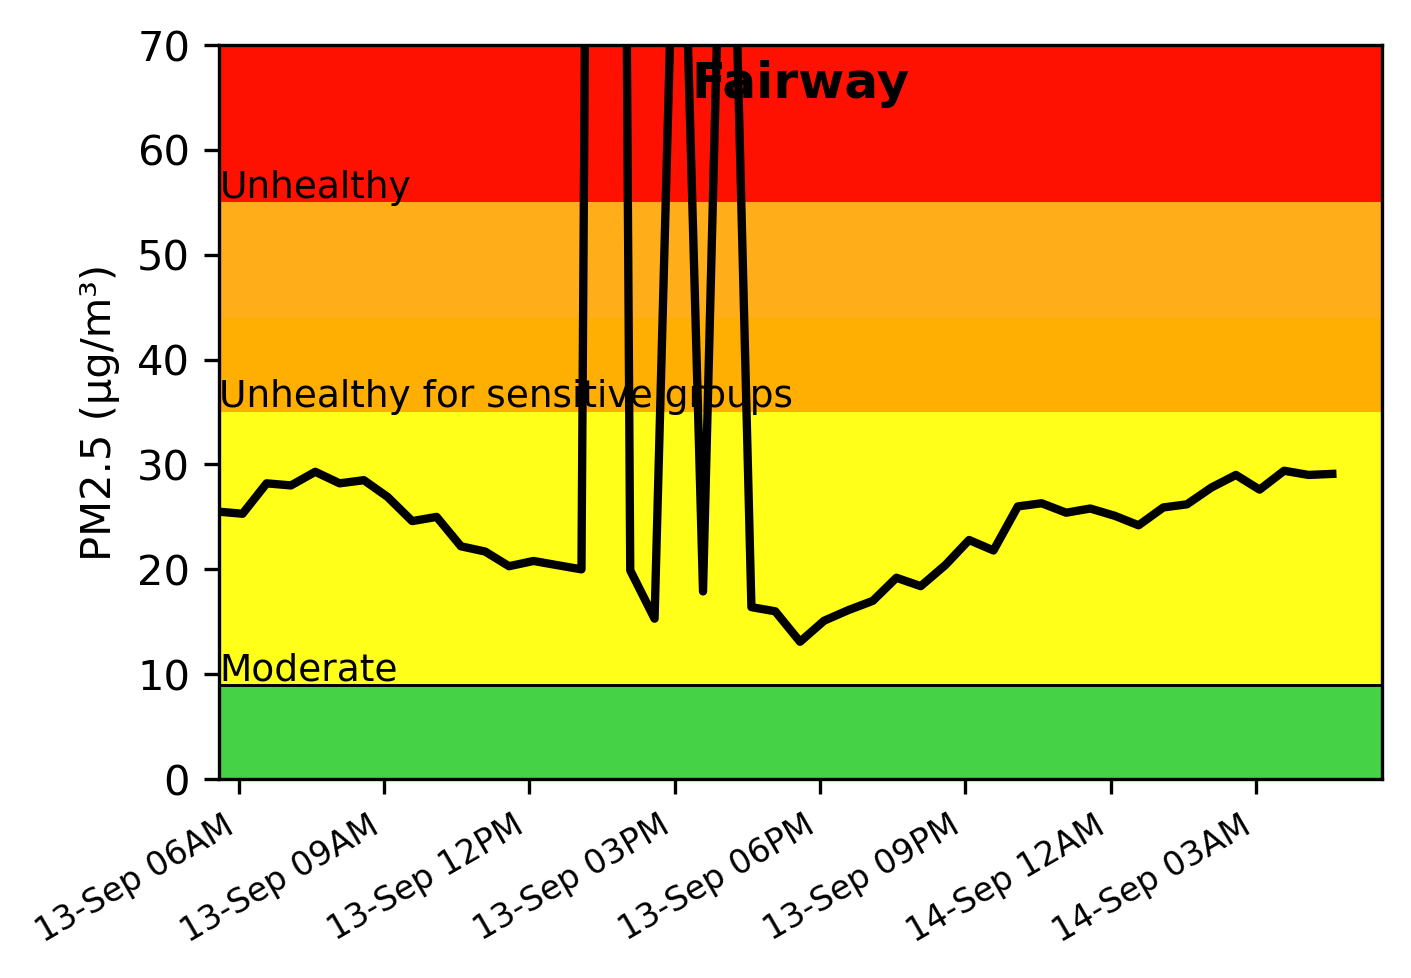 Fairway
PM2.5 (µg/m³)
70
60
50
40
30
20
10
0
Unhealthy
Unhealthy for sensitive groups
Moderate
13-Sep 06AM
13-Sep 09AM
13-Sep 12PM
13-Sep 03PM
13-Sep 06PM
13-Sep 09PM
14-Sep 12AM
14-Sep 03AM